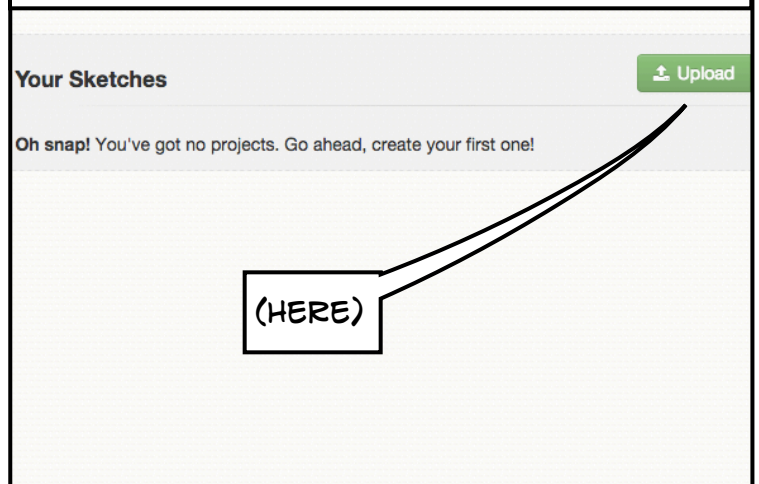 Your Sketches
Upload
Oh snap! You've got no projects. Go ahead, create your first one!
(HERE)